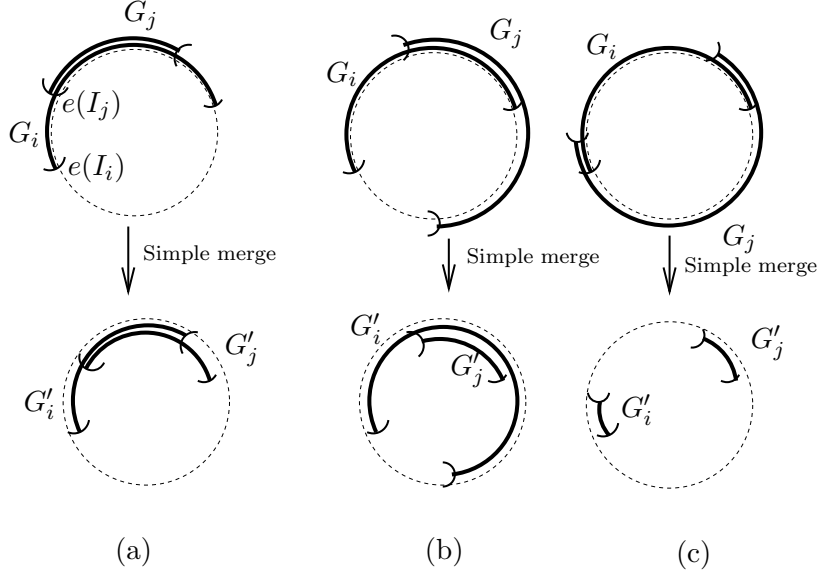 G_j
G_j
G_i
G_i
e(I_j)
G_i
e(I_i)
G_j
Simple merge
Simple merge
Simple merge
G'_i
G'_j
G'_j
G'_j
G'_i
G'_i
(a)
(b)
(c)